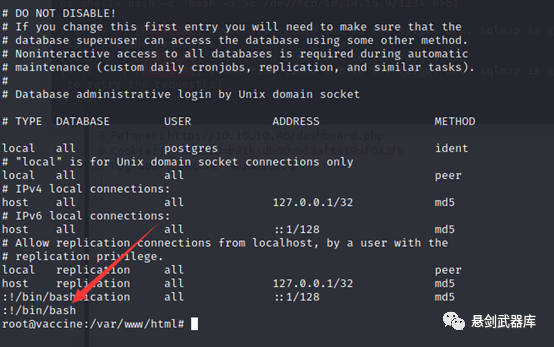 # DO NOT DISABLE!
# If you change this first entry you will need to make sure that the
# database superuser can access the database using some other method.
# Noninteractive access to all databases is required during automatic
# maintenance (custom daily cronjobs, replication, and similar tasks).
#
# Database administrative login by Unix domain socket
# TYPE DATABASE USER ADDRESS METHOD
local all postgres ident
# "local" is for Unix domain socket connections only
local all all peer
# IPv4 local connections:
host all all 127.0.0.1/32 md5
# IPv6 local connections:
host all all ::1/128 md5
# Allow replication connections from localhost, by a user with the
# replication privilege.
local replication all peer
host replication all 127.0.0.1/32 md5
:!/bin/bashication all ::1/128 md5
:!/bin/bash
root@vaccine:/var/www/html#
悬剑武器库